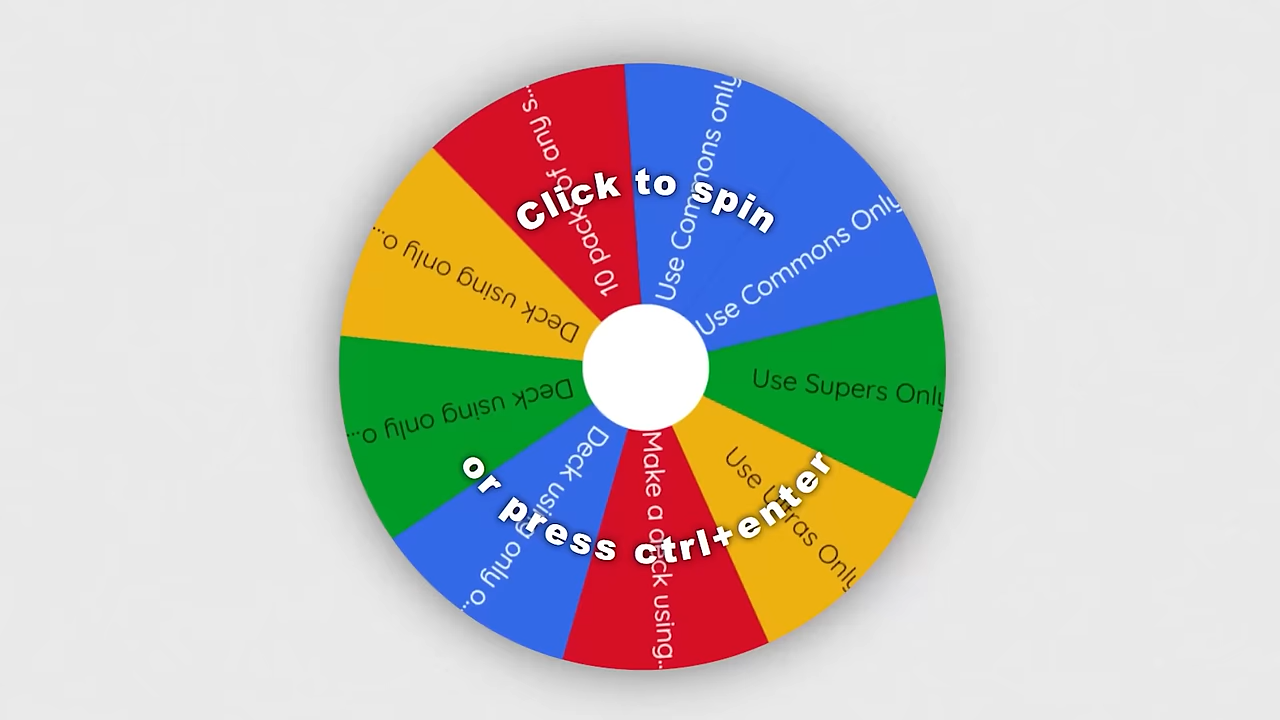 Click to spin
or press ctrl+enter
Use Commons only
Use Commons Only
Use Supers Only
Use Ultras Only
Make a deck using..
Deck using only o...
Deck using only o...
Deck using only o...
10 packs of any s...